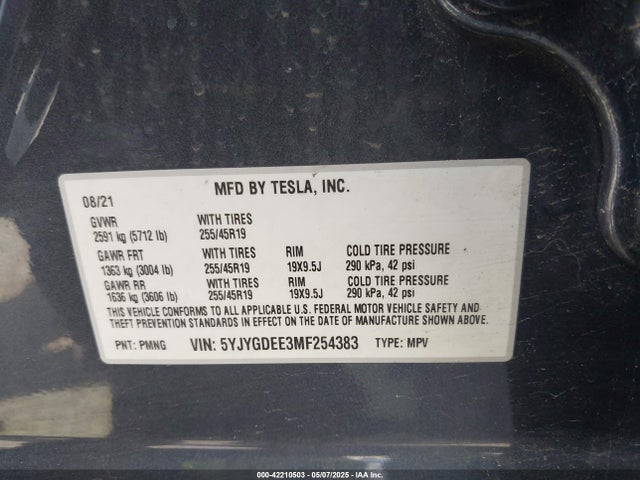 08/21 MFD BY TESLA, INC.
GVWR WITH TIRES
2591 kg (5712 lb) 255/45R19
GAWR FRT WITH TIRES RIM COLD TIRE PRESSURE
1363 kg (3004 lb) 255/45R19 19X9.5J 290 kPa, 42 psi
GAWR RR WITH TIRES RIM COLD TIRE PRESSURE
1636 kg (3606 lb) 255/45R19 19X9.5J 290 kPa, 42 psi
THIS VEHICLE CONFORMS TO ALL APPLICABLE U.S. FEDERAL MOTOR VEHICLE SAFETY AND
THEFT PREVENTION STANDARDS IN EFFECT ON THE DATE OF MANUFACTURE SHOWN ABOVE.
PNT: PMNG VIN: 5YJYGDEE3MF254383 TYPE: MPV
000-42210503 | 05/07/2025 | IAA Inc.